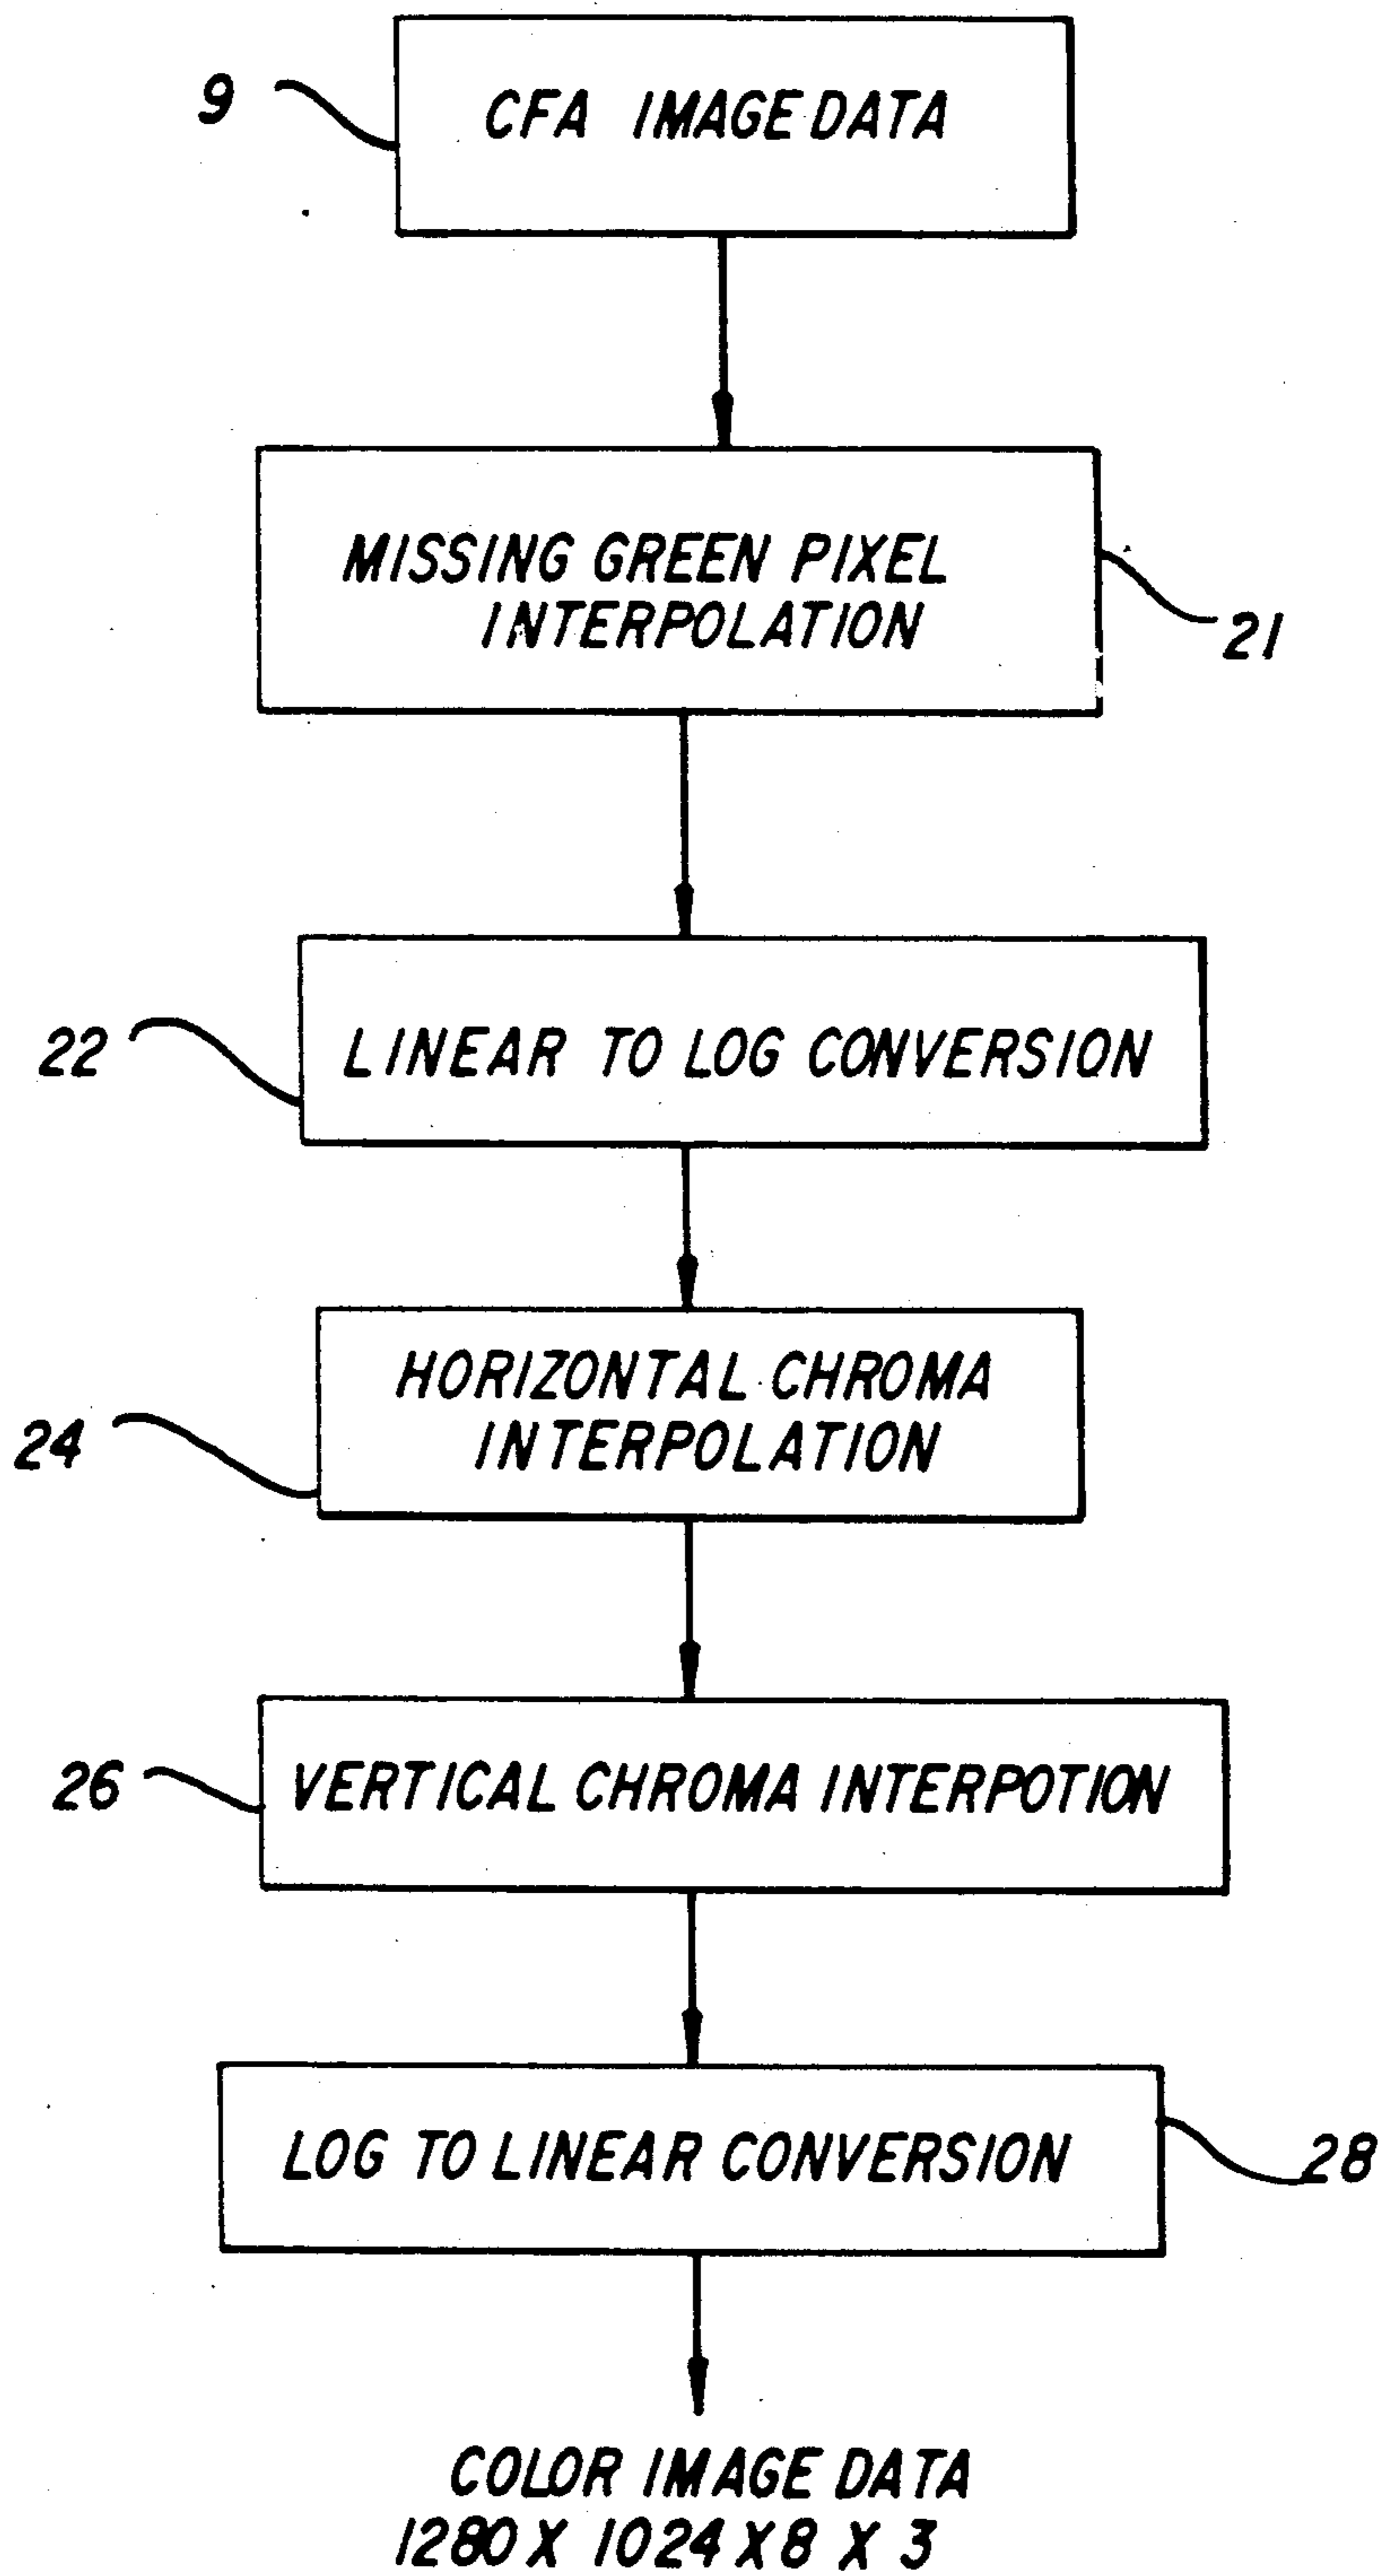 9
CFA IMAGE DATA
MISSING GREEN PIXEL
INTERPOLATION
21
22
LINEAR TO LOG CONVERSION
HORIZONTAL CHROMA
INTERPOLATION
24
26
VERTICAL CHROMA INTERPOTION
LOG TO LINEAR CONVERSION
28
COLOR IMAGE DATA
1280 X 1024 X 8 X 3